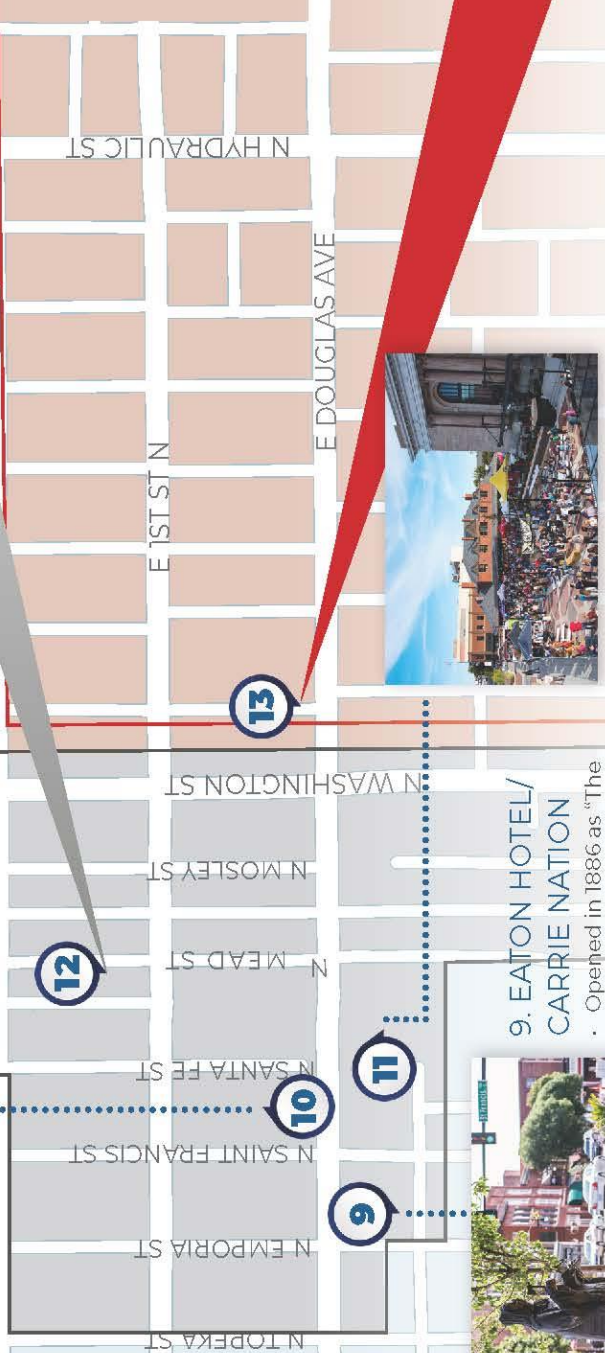 N HYDRAULIC ST
E DOUGLAS AVE
E 1ST ST N
13
N WASHINGTON ST
N MOSLEY ST
12
N MEAD ST
N SANTA FE ST
11
10
N SAINT FRANCIS ST
9
N EMPORIA ST
N TOPEKA ST
9. EATON HOTEL/
CARRIE NATION
• Opened in 1886 as “The